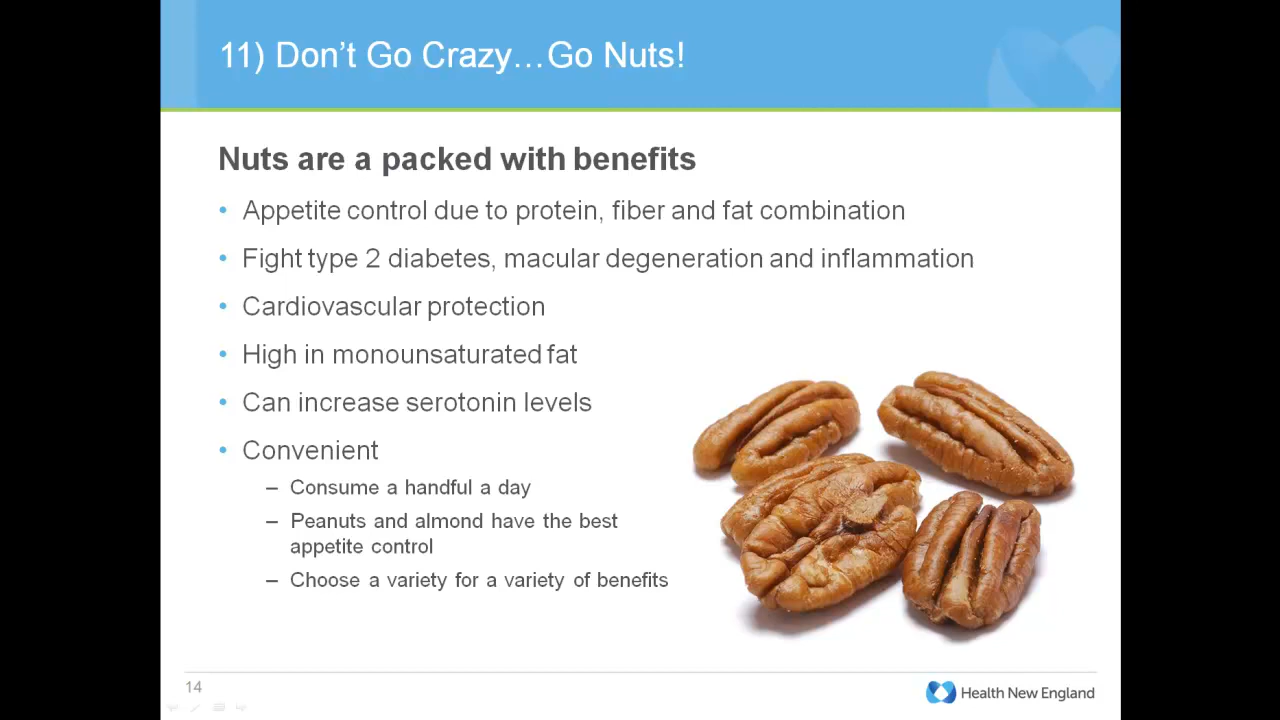 11) Don’t Go Crazy…Go Nuts!
Nuts are a packed with benefits
• Appetite control due to protein, fiber and fat combination
• Fight type 2 diabetes, macular degeneration and inflammation
• Cardiovascular protection
• High in monounsaturated fat
• Can increase serotonin levels
• Convenient
– Consume a handful a day
– Peanuts and almond have the best
appetite control
– Choose a variety for a variety of benefits
14
Health New England